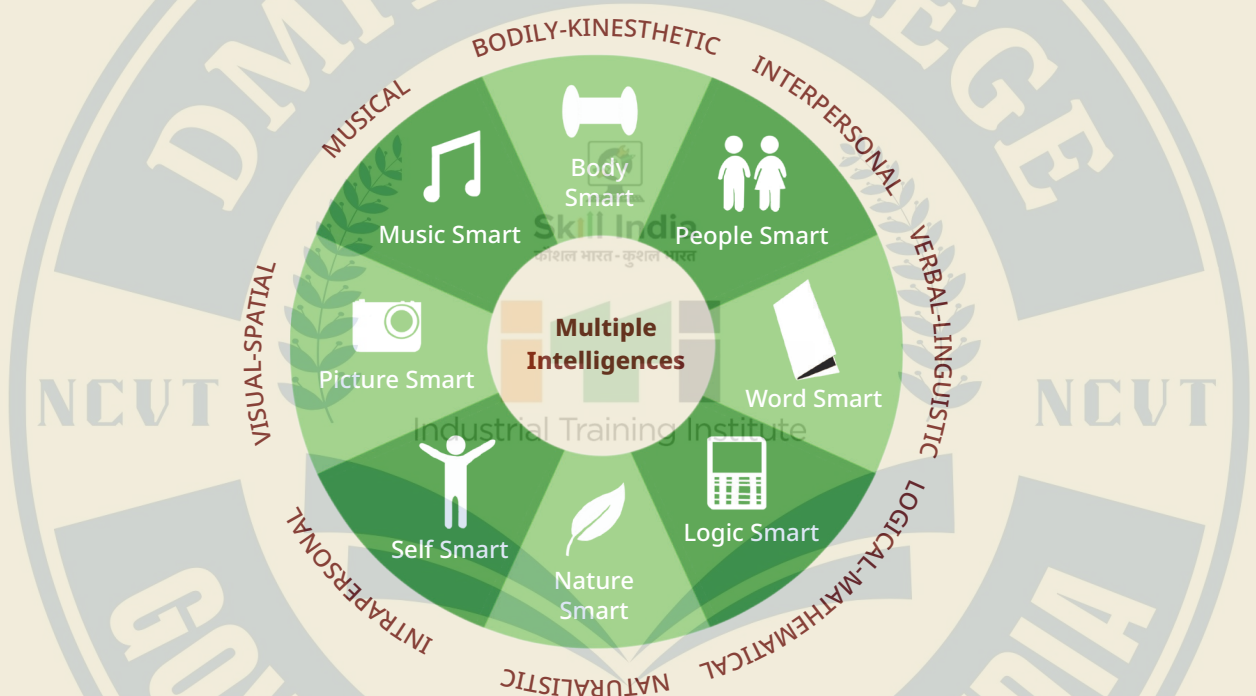 BODILY-KINESTHETIC
INTERPERSONAL
VERBAL-LINGUISTIC
LOGICAL-MATHEMATICAL
NATURALISTIC
INTRAPERSONAL
VISUAL-SPATIAL
MUSICAL
Body
Smart
People Smart
Word Smart
Logic Smart
Nature
Smart
Self Smart
Picture Smart
Music Smart
Multiple
Intelligences
Skill India
कौशल भारत-कुशल भारत
iTi
Industrial Training Institute
NCVT
NCVT